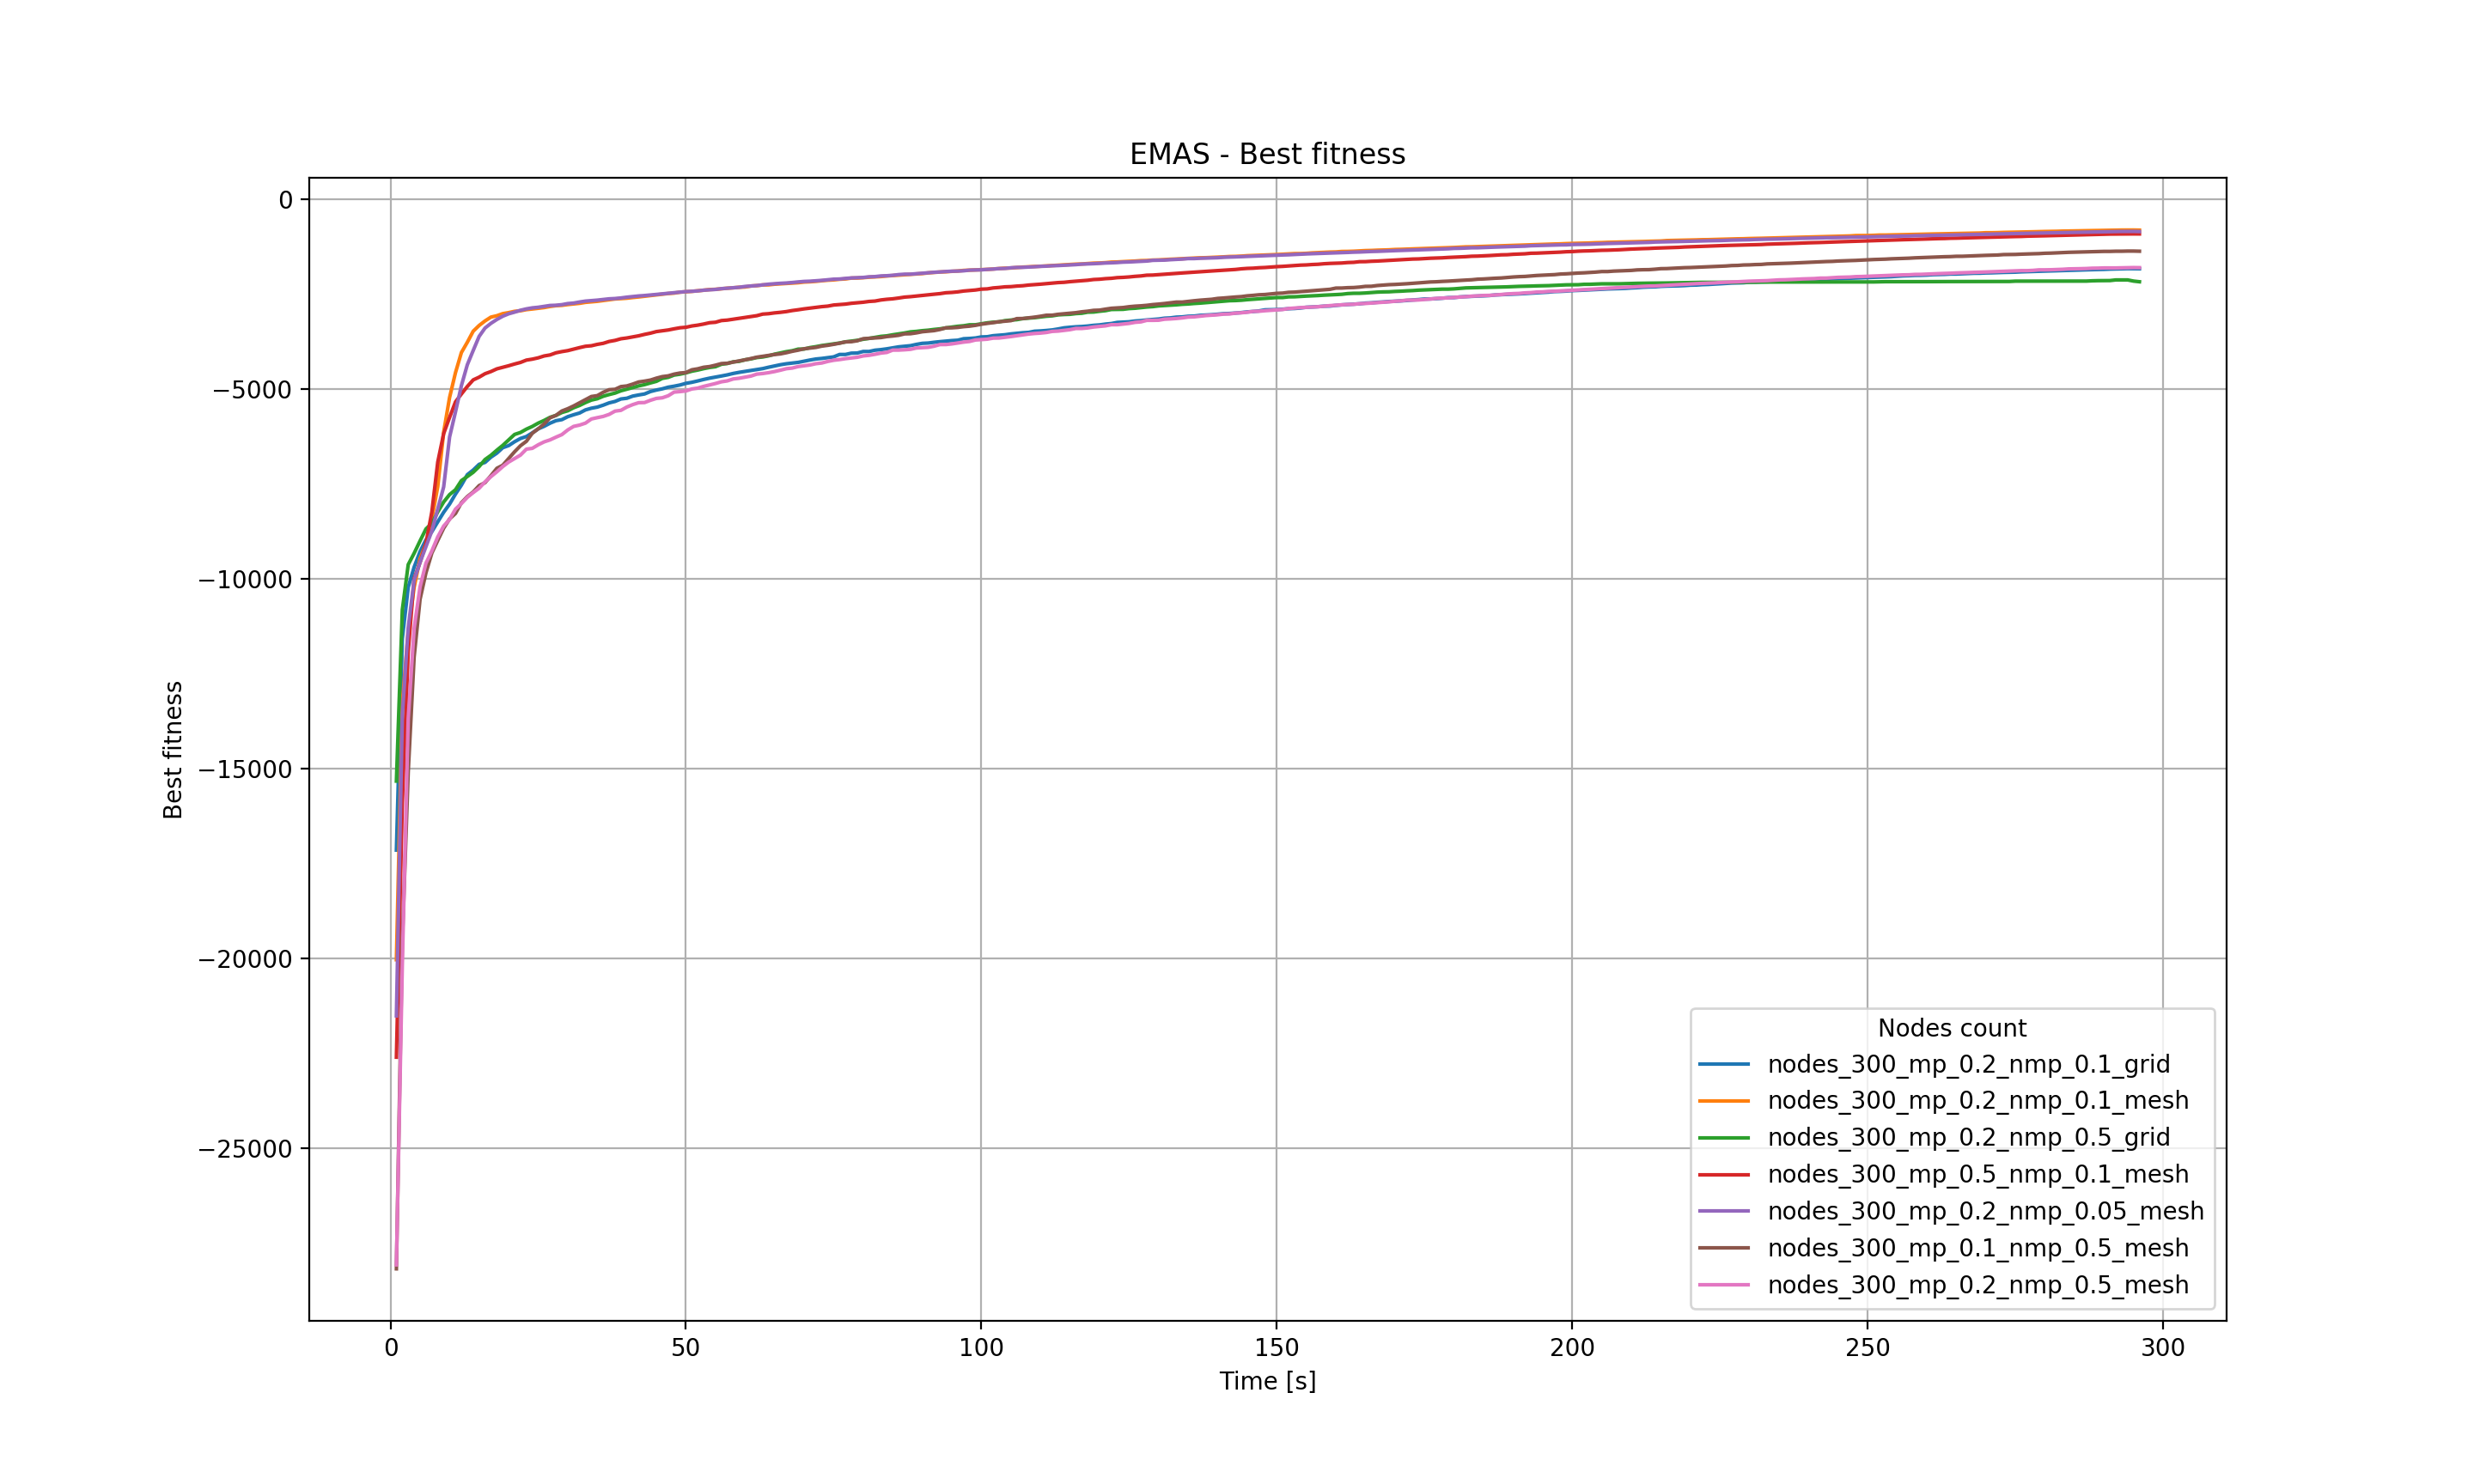 EMAS - Best fitness
0
−5000
−10000
−15000
−20000
−25000
Best fitness
0 50 100 150 200 250 300
Time [s]
Nodes count
nodes_300_mp_0.2_nmp_0.1_grid
nodes_300_mp_0.2_nmp_0.1_mesh
nodes_300_mp_0.2_nmp_0.5_grid
nodes_300_mp_0.5_nmp_0.1_mesh
nodes_300_mp_0.2_nmp_0.05_mesh
nodes_300_mp_0.1_nmp_0.5_mesh
nodes_300_mp_0.2_nmp_0.5_mesh